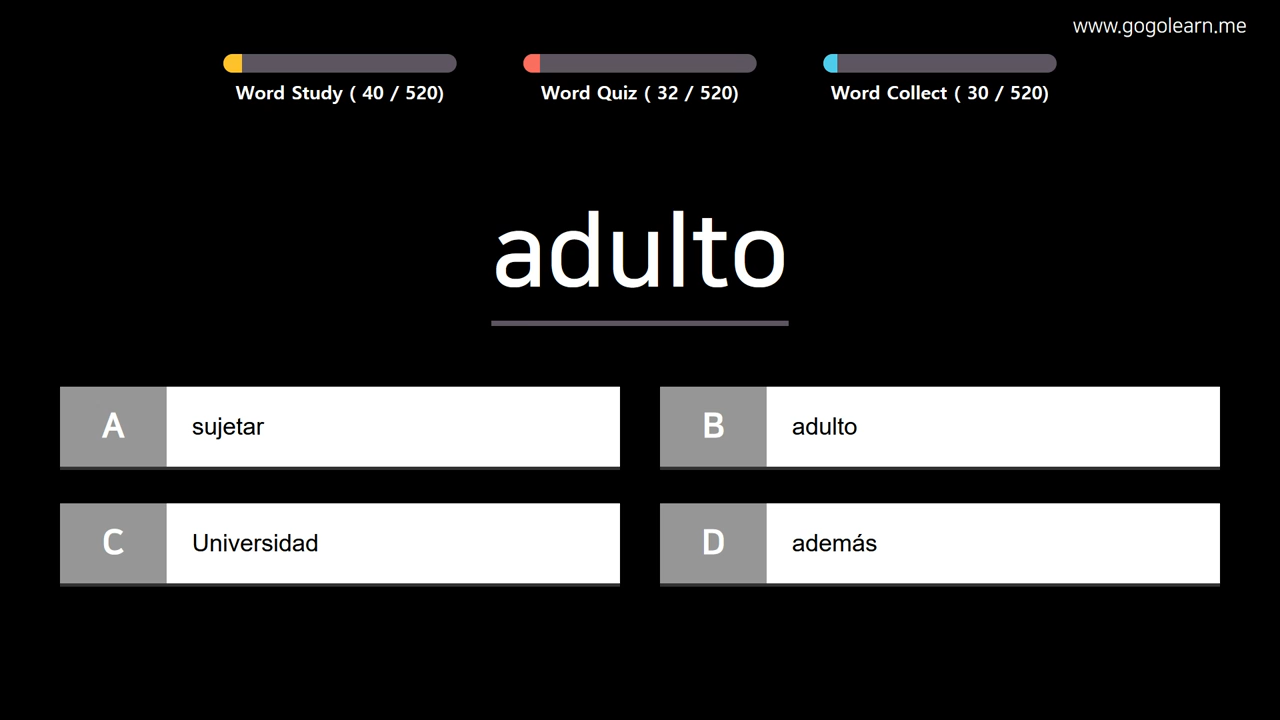 www.gogolearn.me
Word Study ( 40 / 520)
Word Quiz ( 32 / 520)
Word Collect ( 30 / 520)
adulto
A sujetar
B adulto
C Universidad
D además